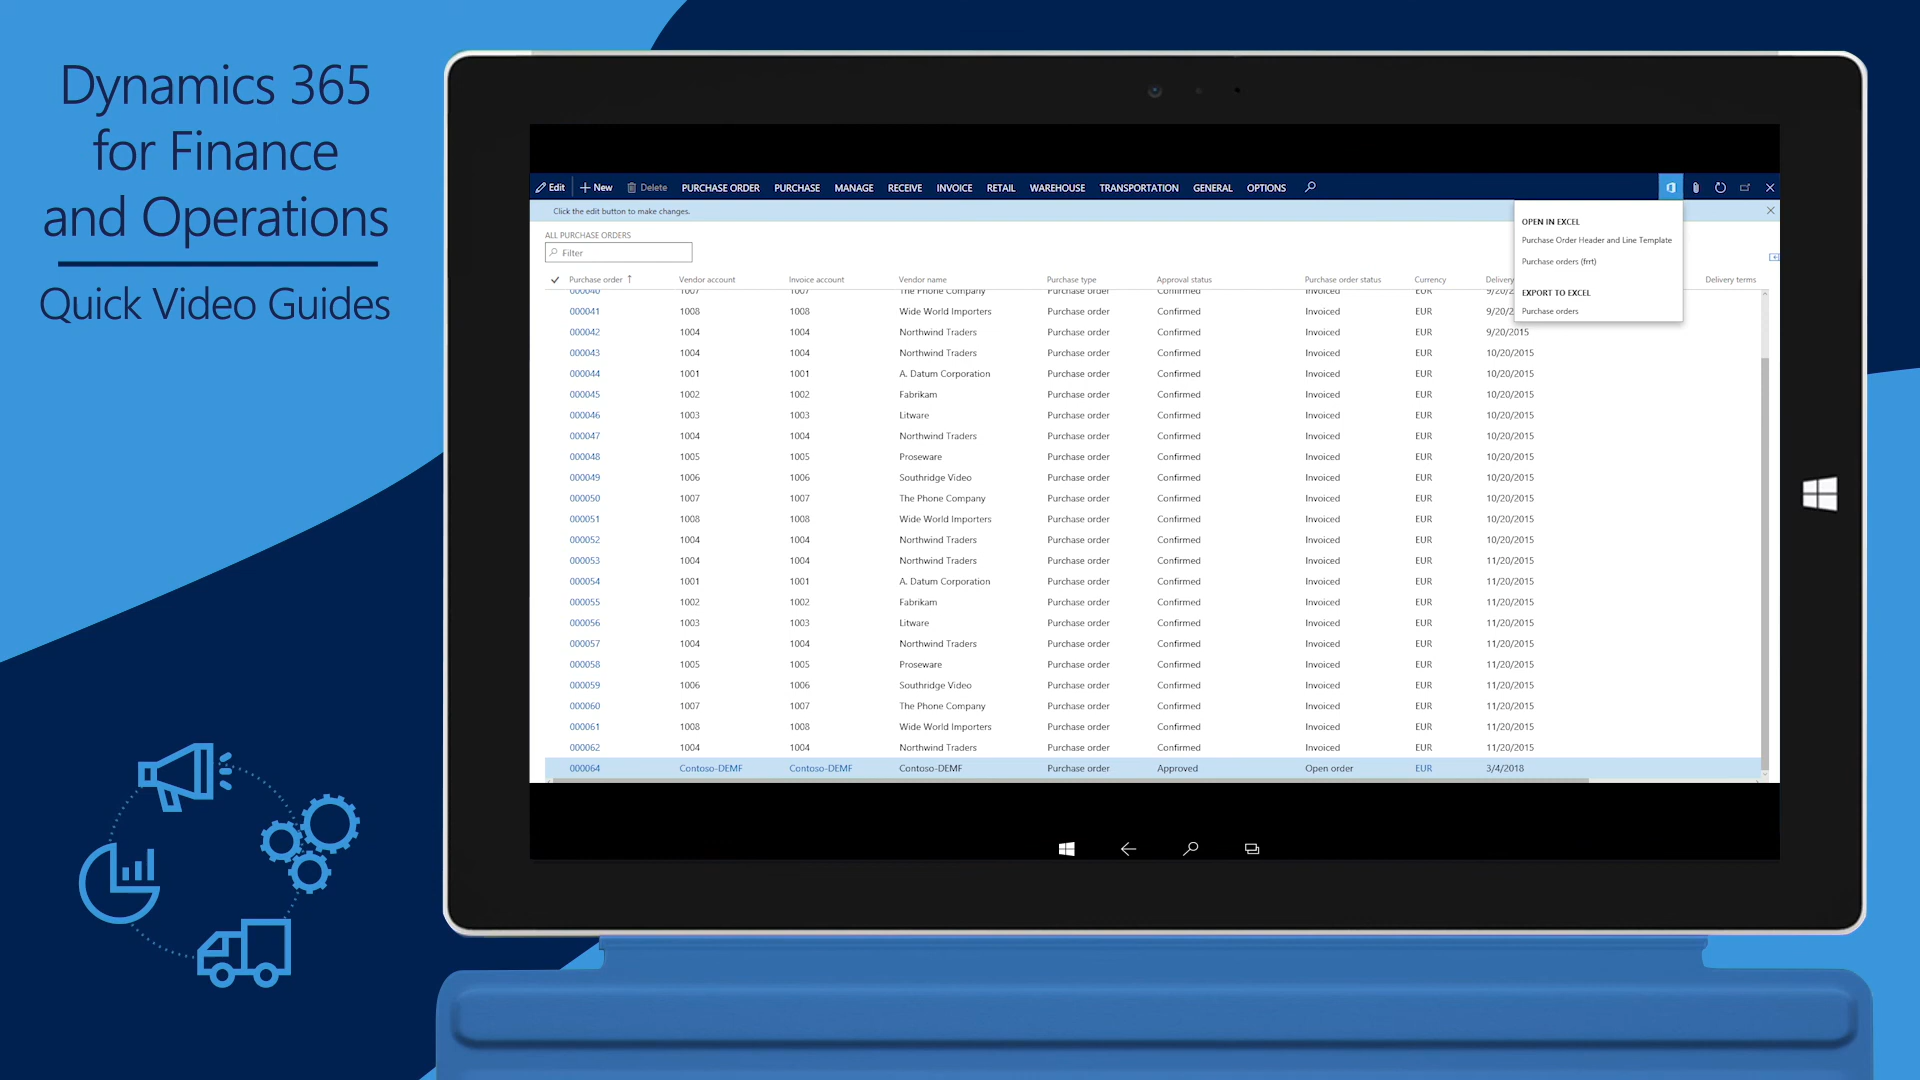 Dynamics 365
for Finance
and Operations
Quick Video Guides
Edit New Delete PURCHASE ORDER PURCHASE MANAGE RECEIVE INVOICE RETAIL WAREHOUSE TRANSPORTATION GENERAL OPTIONS
Click the edit button to make changes.
OPEN IN EXCEL
Purchase Order Header and Line Template
Purchase orders (frrt)
EXPORT TO EXCEL
Purchase orders
ALL PURCHASE ORDERS
Filter
Purchase order Vendor account Invoice account Vendor name Purchase type Approval status Purchase order status Currency Delivery Delivery terms
000040 1007 1007 The Phone Company Purchase order Confirmed Invoiced EUR 9/20/2
000041 1008 1008 Wide World Importers Purchase order Confirmed Invoiced EUR 9/20/2
000042 1004 1004 Northwind Traders Purchase order Confirmed Invoiced EUR 9/20/2015
000043 1004 1004 Northwind Traders Purchase order Confirmed Invoiced EUR 10/20/2015
000044 1001 1001 A. Datum Corporation Purchase order Confirmed Invoiced EUR 10/20/2015
000045 1002 1002 Fabrikam Purchase order Confirmed Invoiced EUR 10/20/2015
000046 1003 1003 Litware Purchase order Confirmed Invoiced EUR 10/20/2015
000047 1004 1004 Northwind Traders Purchase order Confirmed Invoiced EUR 10/20/2015
000048 1005 1005 Proseware Purchase order Confirmed Invoiced EUR 10/20/2015
000049 1006 1006 Southridge Video Purchase order Confirmed Invoiced EUR 10/20/2015
000050 1007 1007 The Phone Company Purchase order Confirmed Invoiced EUR 10/20/2015
000051 1008 1008 Wide World Importers Purchase order Confirmed Invoiced EUR 10/20/2015
000052 1004 1004 Northwind Traders Purchase order Confirmed Invoiced EUR 10/20/2015
000053 1004 1004 Northwind Traders Purchase order Confirmed Invoiced EUR 11/20/2015
000054 1001 1001 A. Datum Corporation Purchase order Confirmed Invoiced EUR 11/20/2015
000055 1002 1002 Fabrikam Purchase order Confirmed Invoiced EUR 11/20/2015
000056 1003 1003 Litware Purchase order Confirmed Invoiced EUR 11/20/2015
000057 1004 1004 Northwind Traders Purchase order Confirmed Invoiced EUR 11/20/2015
000058 1005 1005 Proseware Purchase order Confirmed Invoiced EUR 11/20/2015
000059 1006 1006 Southridge Video Purchase order Confirmed Invoiced EUR 11/20/2015
000060 1007 1007 The Phone Company Purchase order Confirmed Invoiced EUR 11/20/2015
000061 1008 1008 Wide World Importers Purchase order Confirmed Invoiced EUR 11/20/2015
000062 1004 1004 Northwind Traders Purchase order Confirmed Invoiced EUR 11/20/2015
000064 Contoso-DEMF Contoso-DEMF Contoso-DEMF Purchase order Approved Open order EUR 3/4/2018